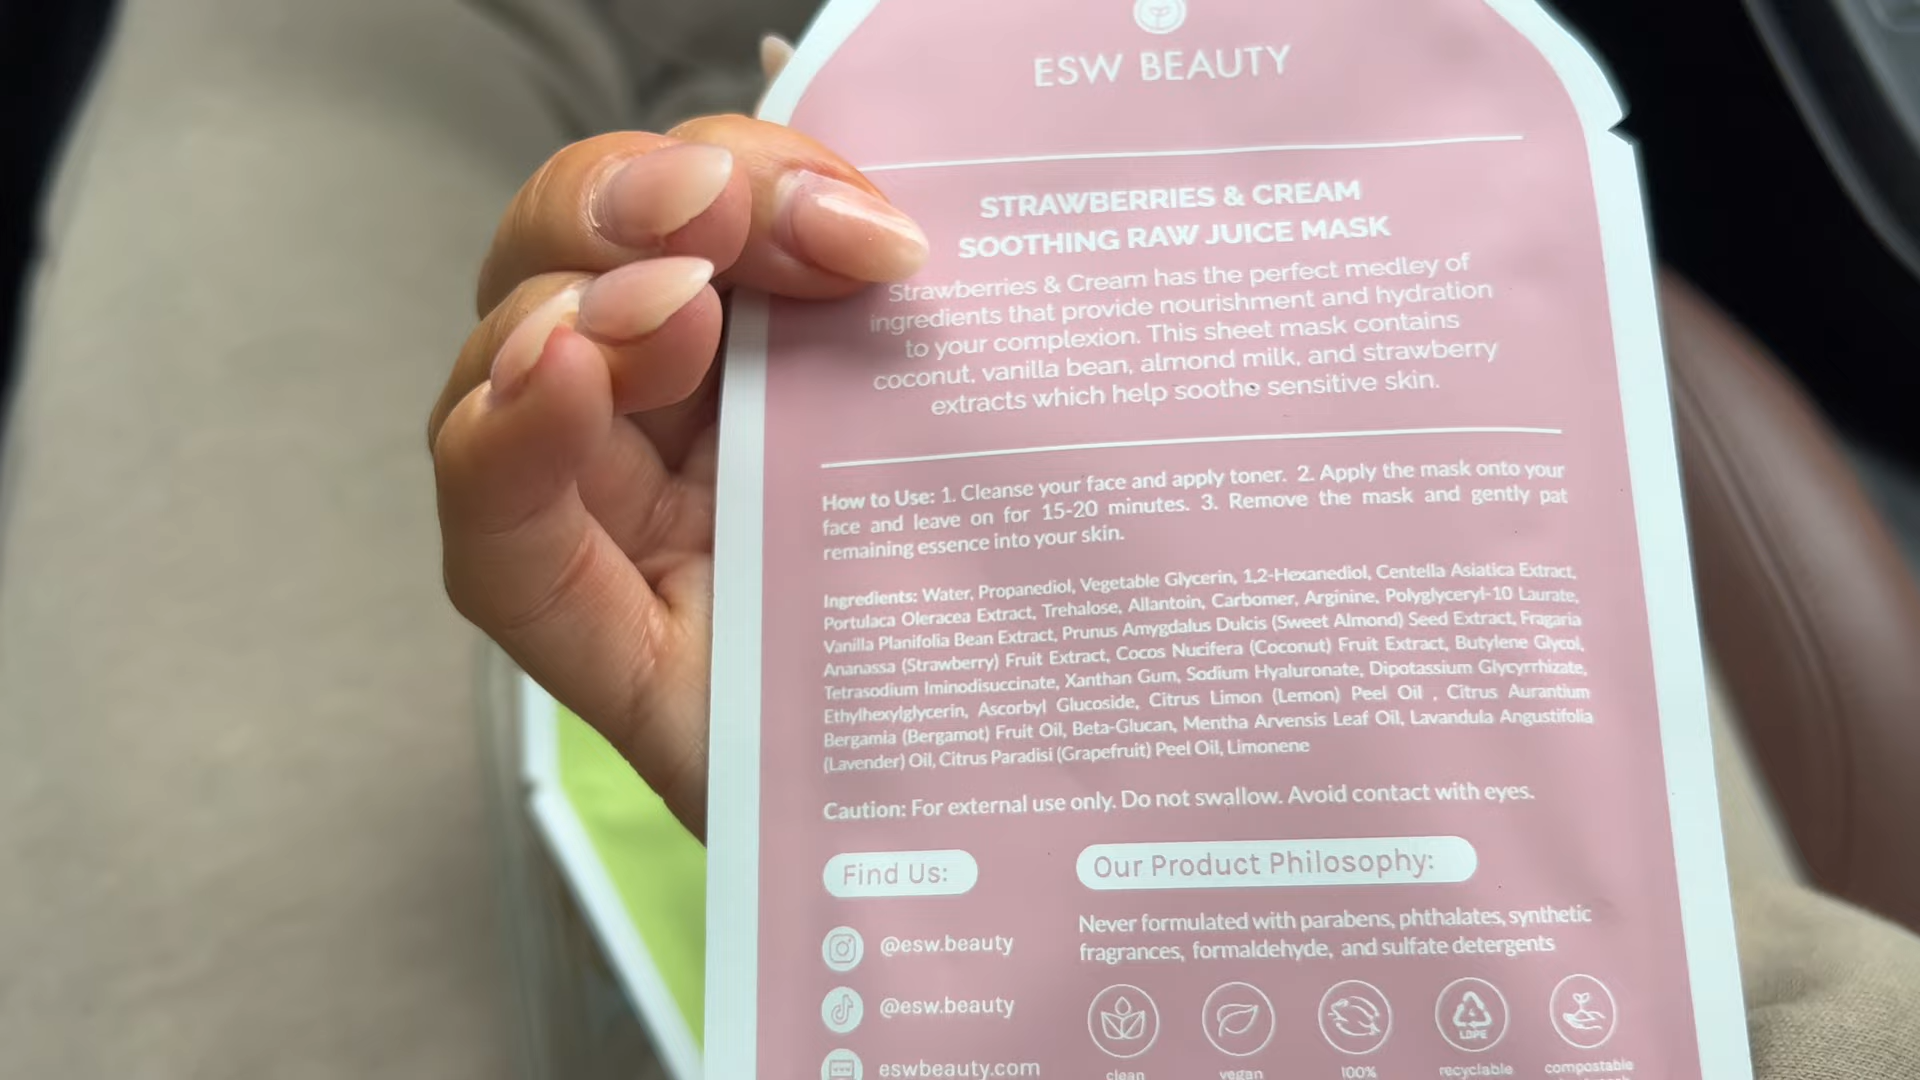 ESW BEAUTY
STRAWBERRIES & CREAM
SOOTHING RAW JUICE MASK
Strawberries & Cream has the perfect medley of
ingredients that provide nourishment and hydration
to your complexion. This sheet mask contains
coconut, vanilla bean, almond milk, and strawberry
extracts which help soothe sensitive skin.
How to Use: 1. Cleanse your face and apply toner. 2. Apply the mask onto your
face and leave on for 15-20 minutes. 3. Remove the mask and gently pat
remaining essence into your skin.
Ingredients: Water, Propanediol, Vegetable Glycerin, 1,2-Hexanediol, Centella Asiatica Extract,
Portulaca Oleracea Extract, Trehalose, Allantoin, Carbomer, Arginine, Polyglyceryl-10 Laurate,
Vanilla Planifolia Bean Extract, Prunus Amygdalus Dulcis (Sweet Almond) Seed Extract, Fragaria
Ananassa (Strawberry) Fruit Extract, Cocos Nucifera (Coconut) Fruit Extract, Butylene Glycol,
Tetrasodium Iminodisuccinate, Xanthan Gum, Sodium Hyaluronate, Dipotassium Glycyrrhizate,
Ethylhexylglycerin, Ascorbyl Glucoside, Citrus Limon (Lemon) Peel Oil , Citrus Aurantium
Bergamia (Bergamot) Fruit Oil, Beta-Glucan, Mentha Arvensis Leaf Oil, Lavandula Angustifolia
(Lavender) Oil, Citrus Paradisi (Grapefruit) Peel Oil, Limonene
Caution: For external use only. Do not swallow. Avoid contact with eyes.
Find Us:
@esw.beauty
@esw.beauty
eswbeauty.com
Our Product Philosophy:
Never formulated with parabens, phthalates, synthetic
fragrances, formaldehyde, and sulfate detergents
LDPE
clean vegan 100% recyclable compostable